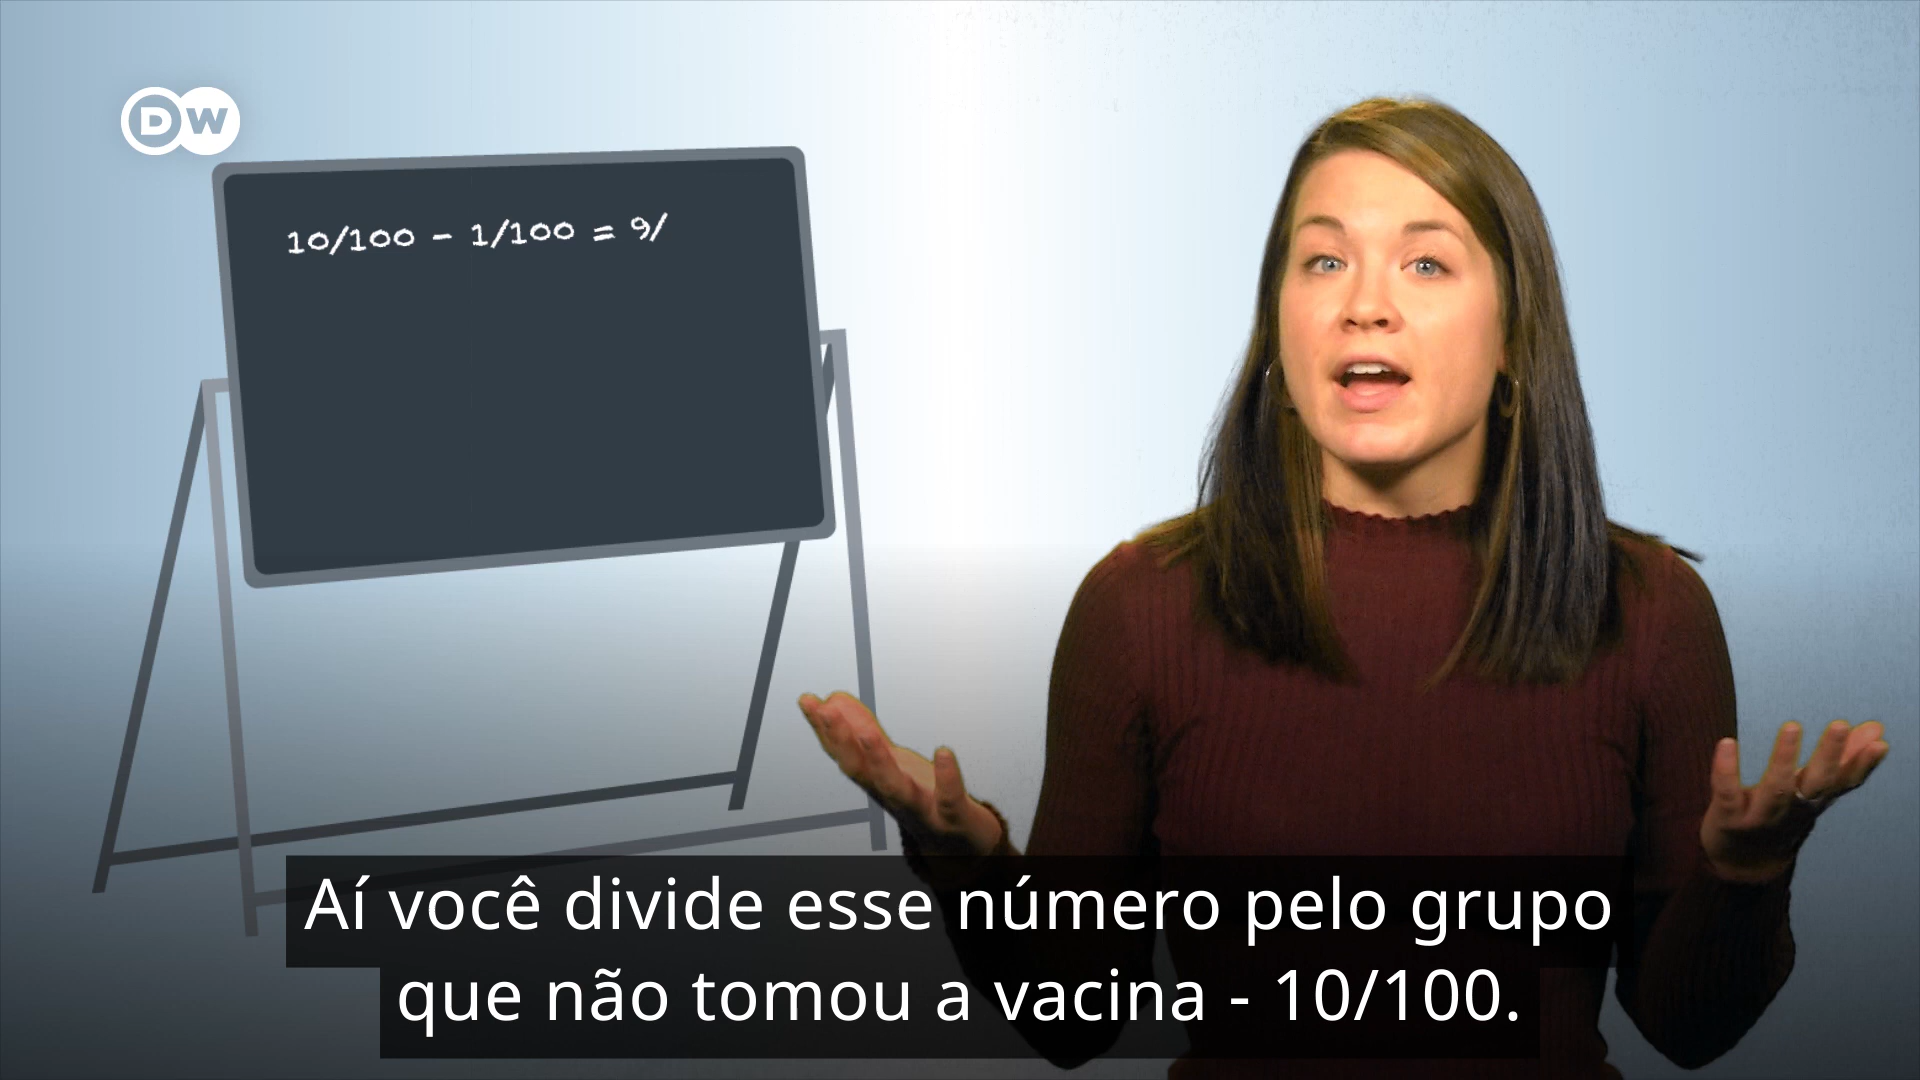 DW
10/100 - 1/100 = 9/
Aí você divide esse número pelo grupo
que não tomou a vacina - 10/100.